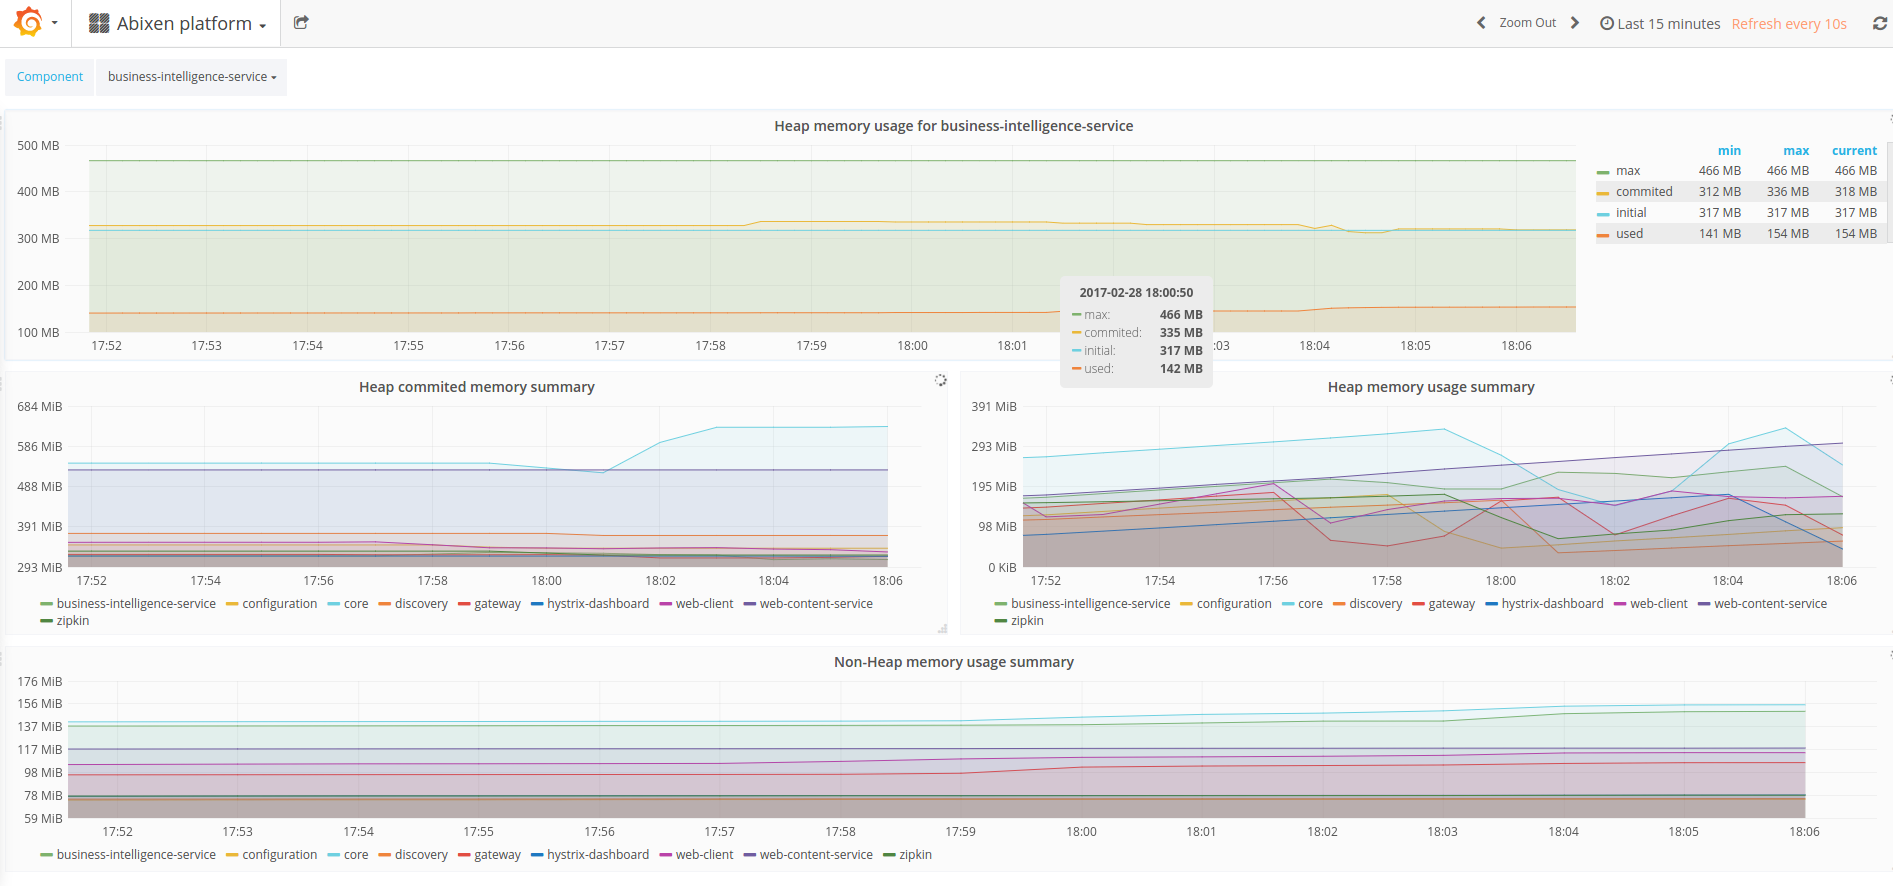 Abixen platform
Zoom Out
Last 15 minutes Refresh every 10s
Component business-intelligence-service
Heap memory usage for business-intelligence-service
500 MB
400 MB
300 MB
200 MB
100 MB
17:52 17:53 17:54 17:55 17:56 17:57 17:58 17:59 18:00 18:01 :03 18:04 18:05 18:06
min max current
max 466 MB 466 MB 466 MB
commited 312 MB 336 MB 318 MB
initial 317 MB 317 MB 317 MB
used 141 MB 154 MB 154 MB
2017-02-28 18:00:50
max: 466 MB
commited: 335 MB
initial: 317 MB
used: 142 MB
Heap commited memory summary
684 MiB
586 MiB
488 MiB
391 MiB
293 MiB
17:52 17:54 17:56 17:58 18:00 18:02 18:04 18:06
business-intelligence-service configuration core discovery gateway hystrix-dashboard web-client web-content-service
zipkin
Heap memory usage summary
391 MiB
293 MiB
195 MiB
98 MiB
0 KiB
17:52 17:54 17:56 17:58 18:00 18:02 18:04 18:06
business-intelligence-service configuration core discovery gateway hystrix-dashboard web-client web-content-service
zipkin
Non-Heap memory usage summary
176 MiB
156 MiB
137 MiB
117 MiB
98 MiB
78 MiB
59 MiB
17:52 17:53 17:54 17:55 17:56 17:57 17:58 17:59 18:00 18:01 18:02 18:03 18:04 18:05 18:06
business-intelligence-service configuration core discovery gateway hystrix-dashboard web-client web-content-service zipkin